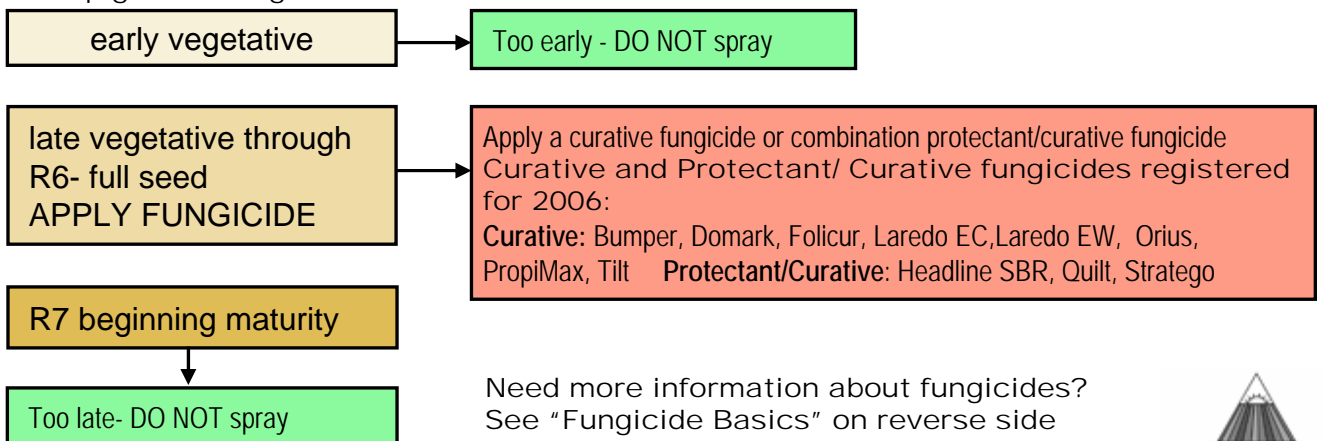 early vegetative
Too early - DO NOT spray
late vegetative through
R6- full seed
APPLY FUNGICIDE
Apply a curative fungicide or combination protectant/curative fungicide
Curative and Protectant/ Curative fungicides registered
for 2006:
Curative: Bumper, Domark, Folicur, Laredo EC,Laredo EW, Orius,
PropiMax, Tilt Protectant/Curative: Headline SBR, Quilt, Stratego
R7 beginning maturity
Too late- DO NOT spray
Need more information about fungicides?
See "Fungicide Basics" on reverse side